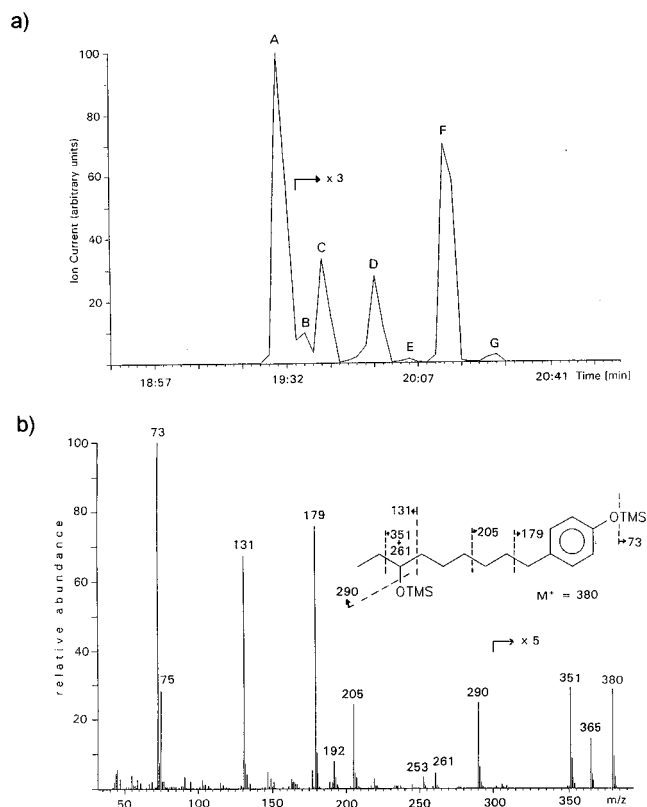 a)
A
100
80
60
40
20
Ion Current (arbitrary units)
x 3
B
C
D
E
F
G
18:57
19:32
20:07
20:41
Time [min]
b)
73
100
80
60
40
20
relative abundance
75
131
179
192
205
253
261
290
351
365
380
131
351
261
205
179
OTMS
73
OTMS
290
M+ = 380
x 5
50
100
150
200
250
300
350
m/z